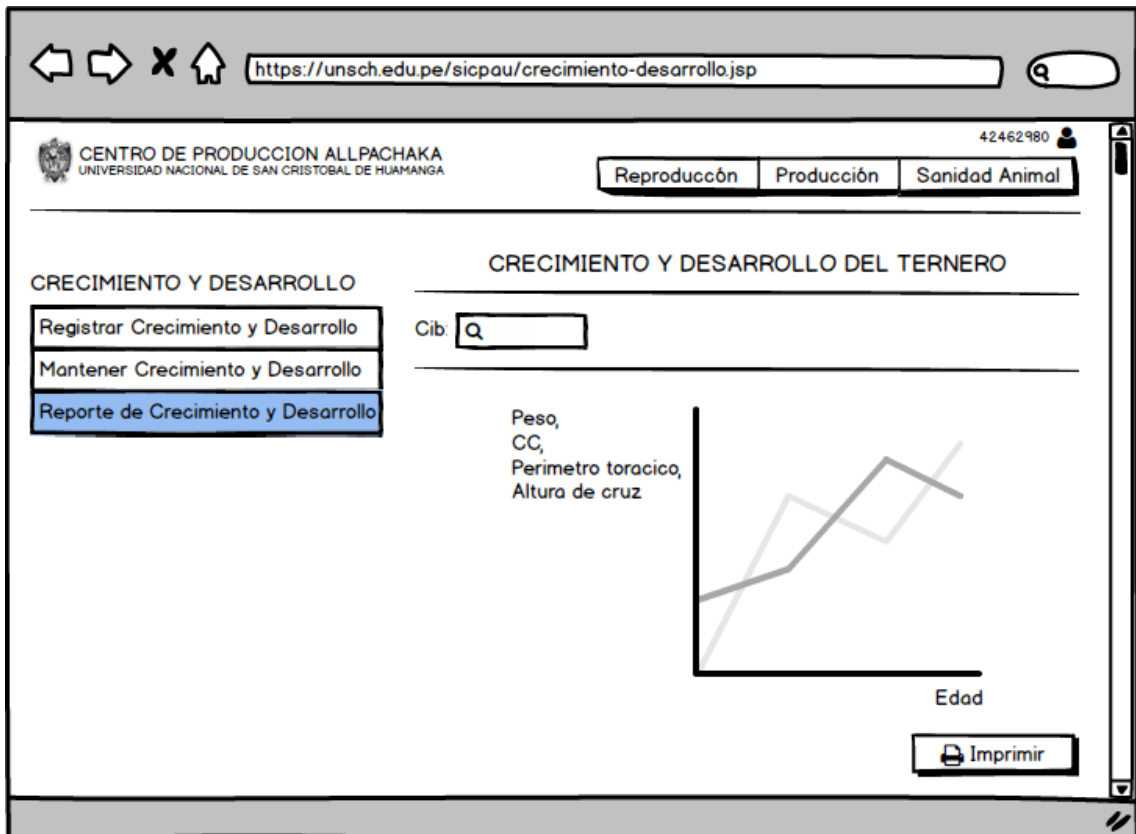 https://unsch.edu.pe/sicpau/crecimiento-desarrollo.jsp
42462980
CENTRO DE PRODUCCION ALLPACHAKA
UNIVERSIDAD NACIONAL DE SAN CRISTOBAL DE HUAMANGA
Reproduccón
Producción
Sanidad Animal
CRECIMIENTO Y DESARROLLO
Registrar Crecimiento y Desarrollo
Mantener Crecimiento y Desarrollo
Reporte de Crecimiento y Desarrollo
CRECIMIENTO Y DESARROLLO DEL TERNERO
Cib:
Peso,
CC,
Perimetro toracico,
Altura de cruz
Edad
Imprimir